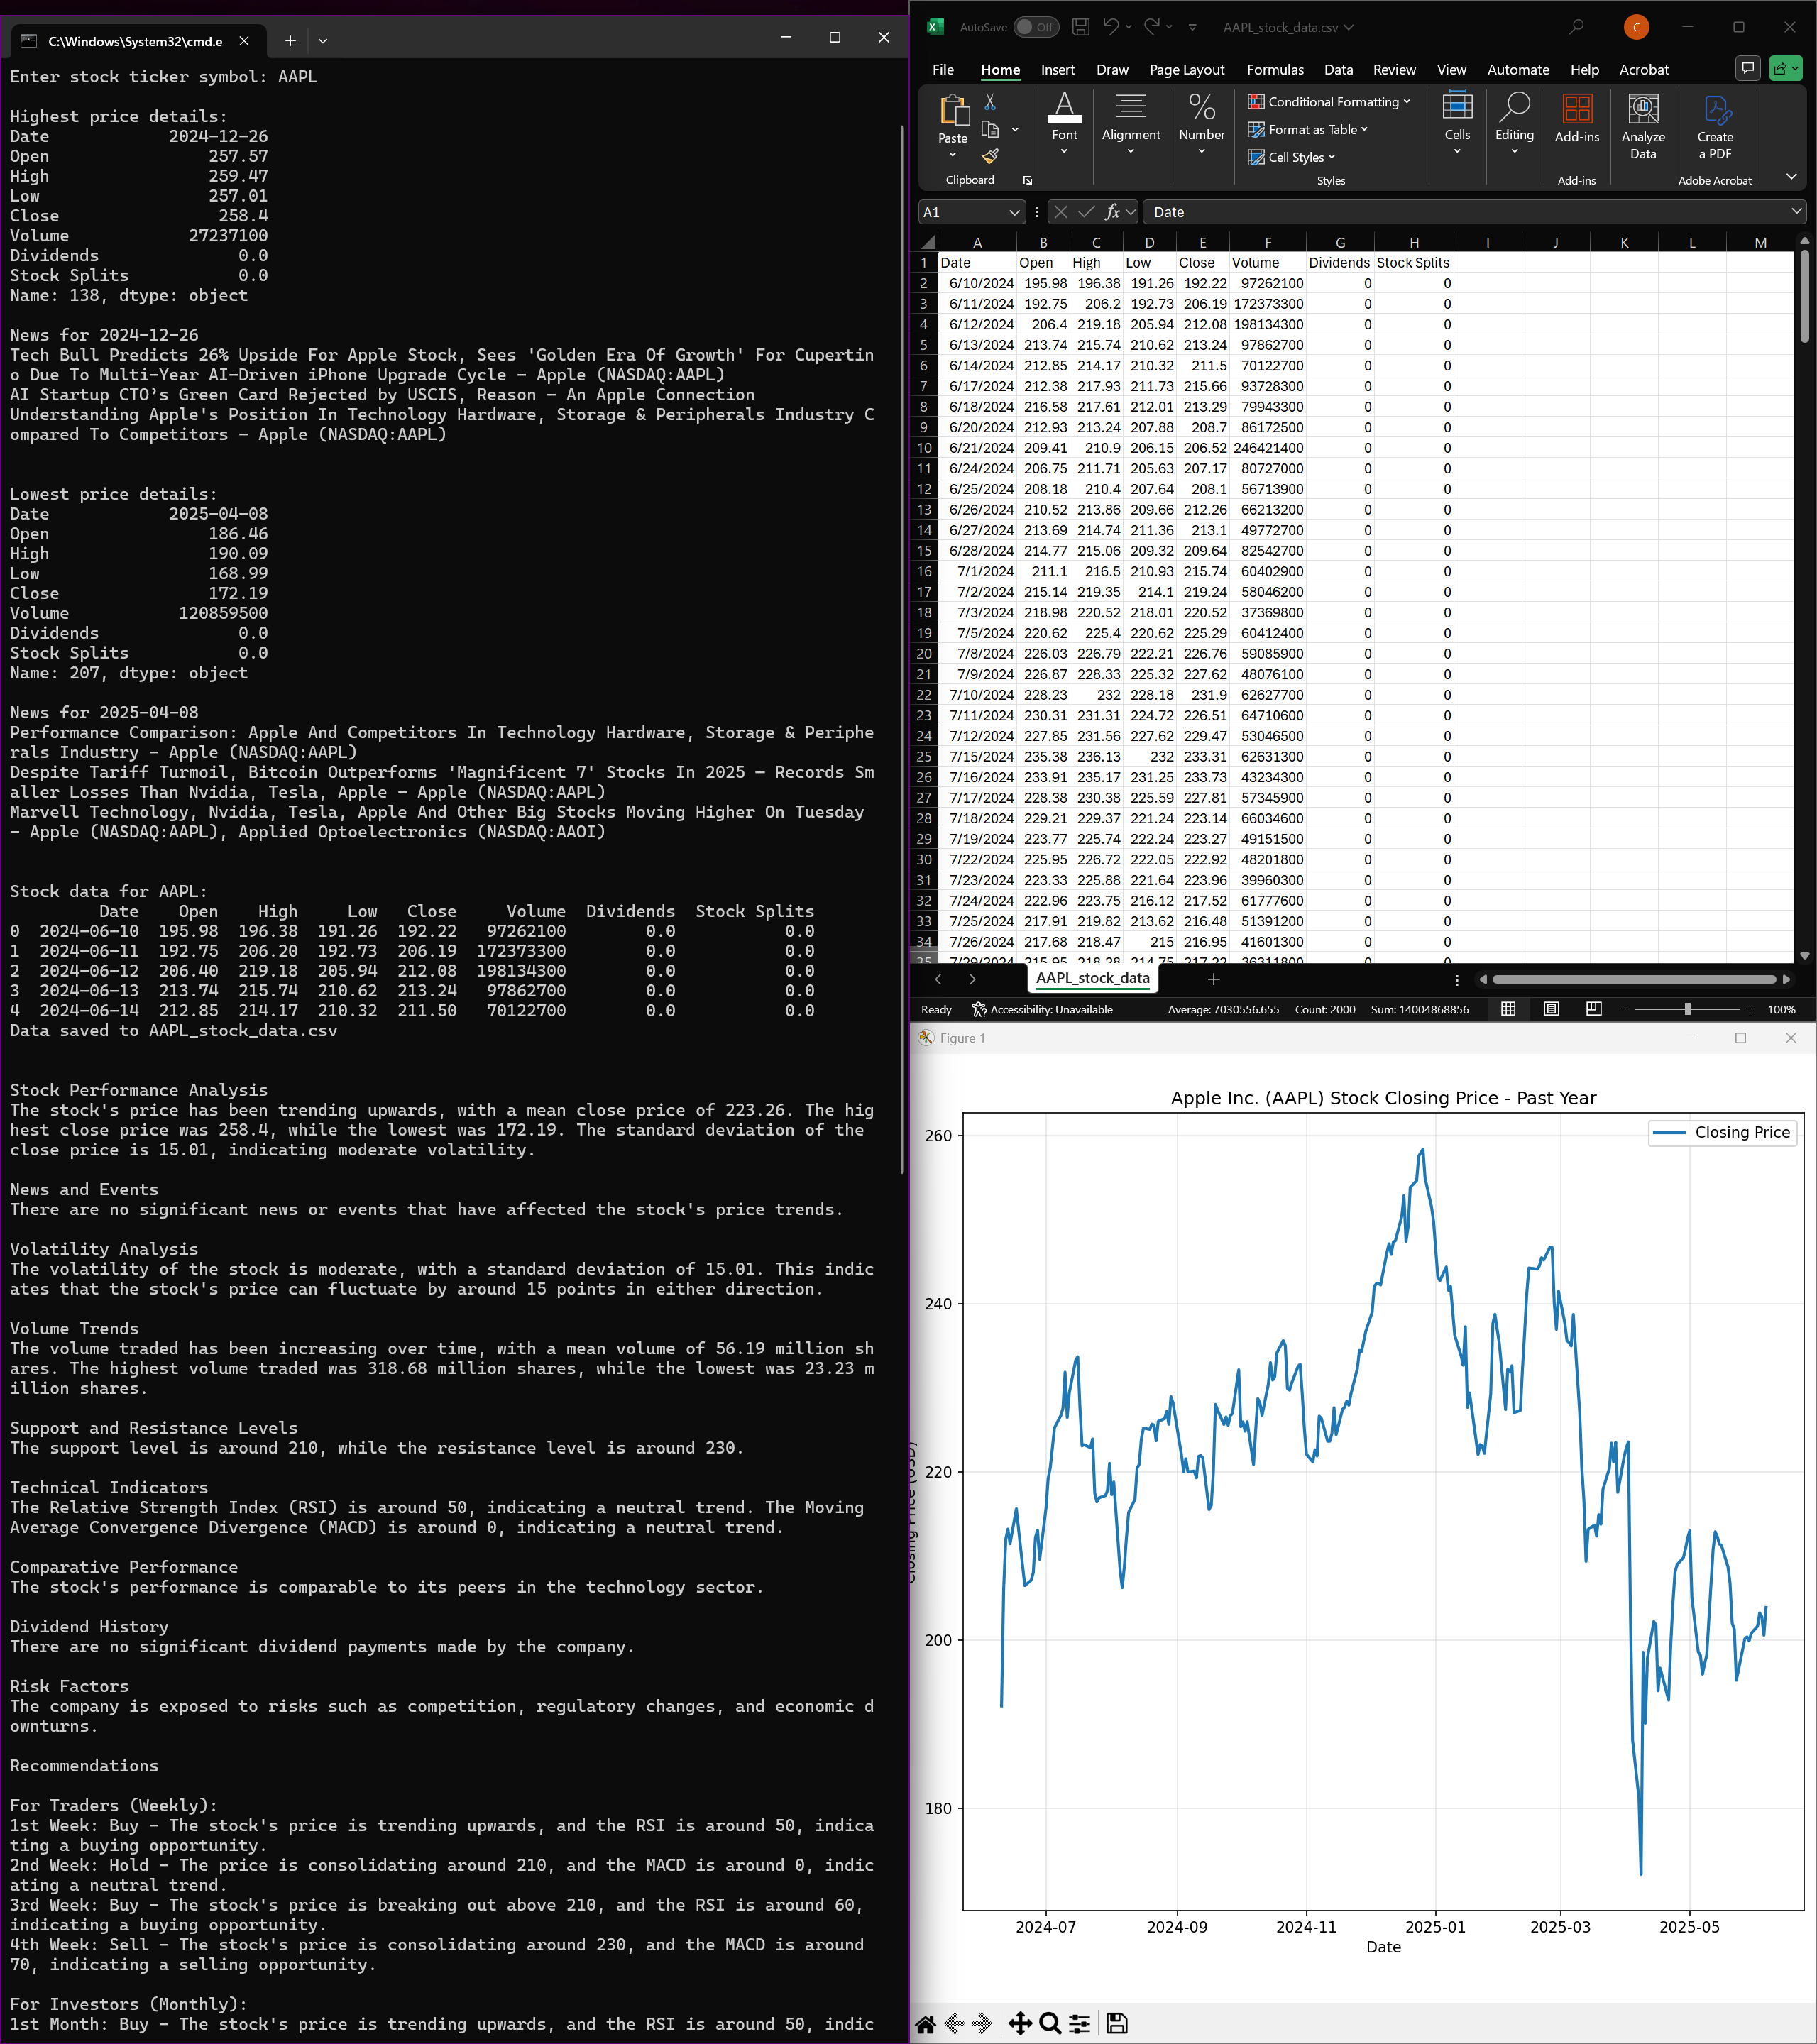 C:\Windows\System32\cmd.e
Enter stock ticker symbol: AAPL
Highest price details:
Date 2024-12-26
Open 257.57
High 259.47
Low 257.01
Close 258.4
Volume 27237100
Dividends 0.0
Stock Splits 0.0
Name: 138, dtype: object
News for 2024-12-26
Tech Bull Predicts 26% Upside For Apple Stock, Sees 'Golden Era Of Growth' For Cupertin
o Due To Multi-Year AI-Driven iPhone Upgrade Cycle - Apple (NASDAQ:AAPL)
AI Startup CTO's Green Card Rejected by USCIS, Reason - An Apple Connection
Understanding Apple's Position In Technology Hardware, Storage & Peripherals Industry C
ompared To Competitors - Apple (NASDAQ:AAPL)
Lowest price details:
Date 2025-04-08
Open 186.46
High 190.09
Low 168.99
Close 172.19
Volume 120859500
Dividends 0.0
Stock Splits 0.0
Name: 207, dtype: object
News for 2025-04-08
Performance Comparison: Apple And Competitors In Technology Hardware, Storage & Periphe
rals Industry - Apple (NASDAQ:AAPL)
Despite Tariff Turmoil, Bitcoin Outperforms 'Magnificent 7' Stocks In 2025 - Records Sm
aller Losses Than Nvidia, Tesla, Apple - Apple (NASDAQ:AAPL)
Marvell Technology, Nvidia, Tesla, Apple And Other Big Stocks Moving Higher On Tuesday
- Apple (NASDAQ:AAPL), Applied Optoelectronics (NASDAQ:AAOI)
Stock data for AAPL:
Date Open High Low Close Volume Dividends Stock Splits
0 2024-06-10 195.98 196.38 191.26 192.22 97262100 0.0 0.0
1 2024-06-11 192.75 206.20 192.73 206.19 172373300 0.0 0.0
2 2024-06-12 206.40 219.18 205.94 212.08 198134300 0.0 0.0
3 2024-06-13 213.74 215.74 210.62 213.24 97862700 0.0 0.0
4 2024-06-14 212.85 214.17 210.32 211.50 70122700 0.0 0.0
Data saved to AAPL_stock_data.csv
Stock Performance Analysis
The stock's price has been trending upwards, with a mean close price of 223.26. The hig
hest close price was 258.4, while the lowest was 172.19. The standard deviation of the
close price is 15.01, indicating moderate volatility.
News and Events
There are no significant news or events that have affected the stock's price trends.
Volatility Analysis
The volatility of the stock is moderate, with a standard deviation of 15.01. This indic
ates that the stock's price can fluctuate by around 15 points in either direction.
Volume Trends
The volume traded has been increasing over time, with a mean volume of 56.19 million sh
ares. The highest volume traded was 318.68 million shares, while the lowest was 23.23 m
illion shares.
Support and Resistance Levels
The support level is around 210, while the resistance level is around 230.
Technical Indicators
The Relative Strength Index (RSI) is around 50, indicating a neutral trend. The Moving
Average Convergence Divergence (MACD) is around 0, indicating a neutral trend.
Comparative Performance
The stock's performance is comparable to its peers in the technology sector.
Dividend History
There are no significant dividend payments made by the company.
Risk Factors
The company is exposed to risks such as competition, regulatory changes, and economic d
ownturns.
Recommendations
For Traders (Weekly):
1st Week: Buy - The stock's price is trending upwards, and the RSI is around 50, indica
ting a buying opportunity.
2nd Week: Hold - The price is consolidating around 210, and the MACD is around 0, indic
ating a neutral trend.
3rd Week: Buy - The stock's price is breaking out above 210, and the RSI is around 60,
indicating a buying opportunity.
4th Week: Sell - The stock's price is consolidating around 230, and the MACD is around
70, indicating a selling opportunity.
For Investors (Monthly):
1st Month: Buy - The stock's price is trending upwards, and the RSI is around 50, indic
AutoSave Off AAPL_stock_data.csv C
File Home Insert Draw Page Layout Formulas Data Review View Automate Help Acrobat
Paste
Clipboard
Font
Alignment
Number
Conditional Formatting
Format as Table
Cell Styles
Styles
Cells
Editing
Add-ins
Add-ins
Analyze
Data
Create
a PDF
Adobe Acrobat
A1 fx Date
A B C D E F G H I J K L M
1 Date Open High Low Close Volume Dividends Stock Splits
2 6/10/2024 195.98 196.38 191.26 192.22 97262100 0 0
3 6/11/2024 192.75 206.2 192.73 206.19 172373300 0 0
4 6/12/2024 206.4 219.18 205.94 212.08 198134300 0 0
5 6/13/2024 213.74 215.74 210.62 213.24 97862700 0 0
6 6/14/2024 212.85 214.17 210.32 211.5 70122700 0 0
7 6/17/2024 212.38 217.93 211.73 215.66 93728300 0 0
8 6/18/2024 216.58 217.61 212.01 213.29 79943300 0 0
9 6/20/2024 212.93 213.24 207.88 208.7 86172500 0 0
10 6/21/2024 209.41 210.9 206.15 206.52 246421400 0 0
11 6/24/2024 206.75 211.71 205.63 207.17 80727000 0 0
12 6/25/2024 208.18 210.4 207.64 208.1 56713900 0 0
13 6/26/2024 210.52 213.86 209.66 212.26 66213200 0 0
14 6/27/2024 213.69 214.74 211.36 213.1 49772700 0 0
15 6/28/2024 214.77 215.06 209.32 209.64 82542700 0 0
16 7/1/2024 211.1 216.5 210.93 215.74 60402900 0 0
17 7/2/2024 215.14 219.35 214.1 219.24 58046200 0 0
18 7/3/2024 218.98 220.52 218.01 220.52 37369800 0 0
19 7/5/2024 220.62 225.4 220.62 225.29 60412400 0 0
20 7/8/2024 226.03 226.79 222.21 226.76 59085900 0 0
21 7/9/2024 226.87 228.33 225.32 227.62 48076100 0 0
22 7/10/2024 228.23 232 228.18 231.9 62627700 0 0
23 7/11/2024 230.31 231.31 224.72 226.51 64710600 0 0
24 7/12/2024 227.85 231.56 227.62 229.47 53046500 0 0
25 7/15/2024 235.38 236.13 232 233.31 62631300 0 0
26 7/16/2024 233.91 235.17 231.25 233.73 43234300 0 0
27 7/17/2024 228.38 230.38 225.59 227.81 57345900 0 0
28 7/18/2024 229.21 229.37 221.24 223.14 66034600 0 0
29 7/19/2024 223.77 225.74 222.24 223.27 49151500 0 0
30 7/22/2024 225.95 226.72 222.05 222.92 48201800 0 0
31 7/23/2024 223.33 225.88 221.64 223.96 39960300 0 0
32 7/24/2024 222.96 223.75 216.12 217.52 61777600 0 0
33 7/25/2024 217.91 219.82 213.62 216.48 51391200 0 0
34 7/26/2024 217.68 218.47 215 216.95 41601300 0 0
35 7/29/2024 215.95 218.28 214.75 217.22 36311800 0 0
AAPL_stock_data
Ready Accessibility: Unavailable Average: 7030556.655 Count: 2000 Sum: 14004868856 100%
Figure 1
Apple Inc. (AAPL) Stock Closing Price - Past Year
Closing Price
260
240
220
200
180
Closing Price (USD)
2024-07 2024-09 2024-11 2025-01 2025-03 2025-05
Date